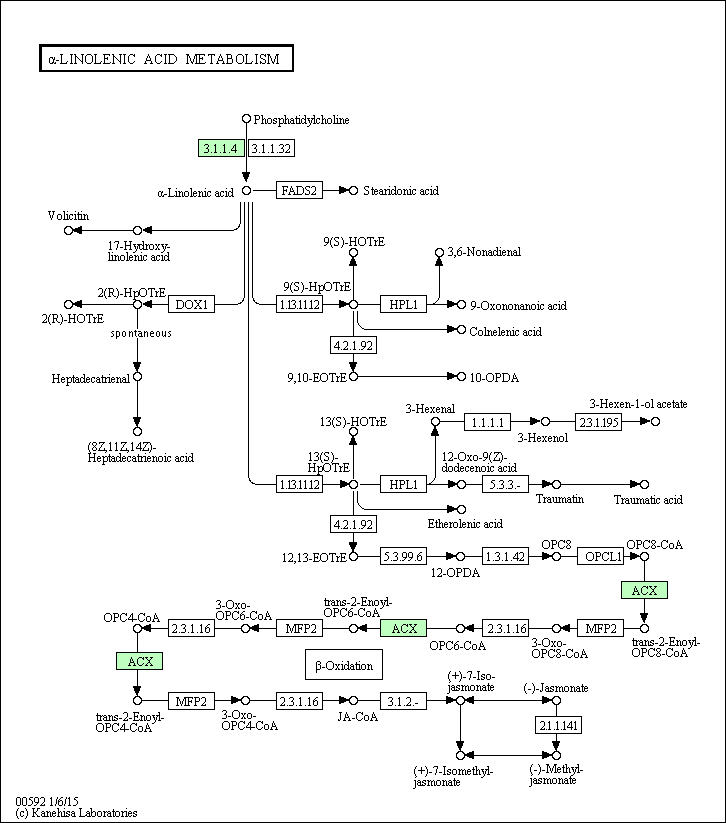 α-LINOLENIC ACID METABOLISM
Phosphatidylcholine
3.1.1.4
3.1.1.32
α-Linolenic acid
FADS2
Stearidonic acid
Volicitin
17-Hydroxy-
linolenic acid
9(S)-HOTrE
3,6-Nonadienal
2(R)-HpOTrE
9(S)-HpOTrE
DOX1
1.13.1112
HPL1
9-Oxononanoic acid
2(R)-HOTrE
spontaneous
Colnelenic acid
4.2.1.92
Heptadecatrienal
9,10-EOTrE
10-OPDA
3-Hexenal
3-Hexen-1-ol acetate
13(S)-HOTrE
1.1.1.1
2.3.1.195
3-Hexenol
(8Z,11Z,14Z)-
Heptadecatrienoic acid
13(S)-
HpOTrE
12-Oxo-9(Z)-
dodecenoic acid
1.13.1112
HPL1
5.3.3.-
Traumatin
Traumatic acid
4.2.1.92
Etherolenic acid
12,13-EOTrE
5.3.99.6
12-OPDA
1.3.1.42
OPC8
OPCL1
OPC8-CoA
ACX
OPC4-CoA
3-Oxo-
OPC6-CoA
trans-2-Enoyl-
OPC6-CoA
2.3.1.16
MFP2
ACX
2.3.1.16
MFP2
OPC6-CoA
3-Oxo-
OPC8-CoA
trans-2-Enoyl-
OPC8-CoA
ACX
β-Oxidation
(+)-7-Iso-
jasmonate
(-)-Jasmonate
MFP2
2.3.1.16
3.1.2.-
trans-2-Enoyl-
OPC4-CoA
3-Oxo-
OPC4-CoA
JA-CoA
2.1.1.141
(+)-7-Isomethyl-
jasmonate
(-)-Methyl-
jasmonate
00592 1/6/15
(c) Kanehisa Laboratories